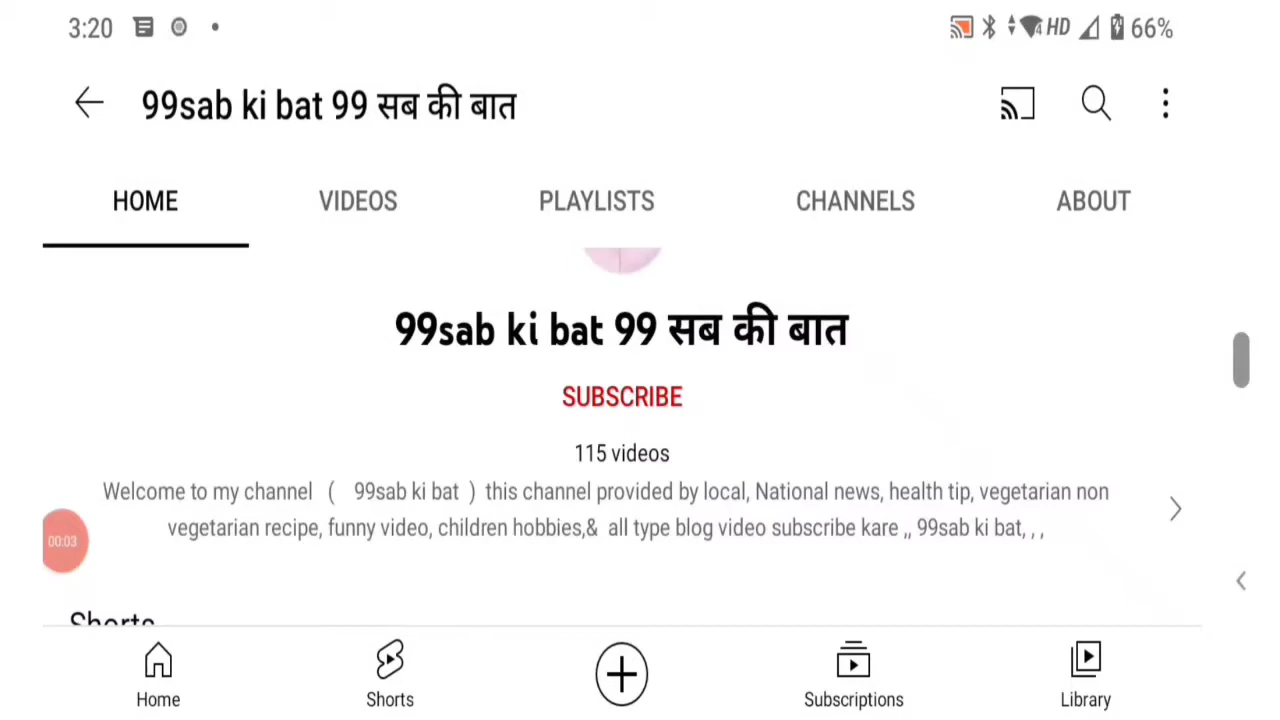 3:20 HD 66%
99sab ki bat 99 सब की बात
HOME VIDEOS PLAYLISTS CHANNELS ABOUT
99sab ki bat 99 सब की बात
SUBSCRIBE
115 videos
Welcome to my channel ( 99sab ki bat ) this channel provided by local, National news, health tip, vegetarian non
vegetarian recipe, funny video, children hobbies,& all type blog video subscribe kare ,, 99sab ki bat, , ,
00:03
Shorts
Home Shorts Subscriptions Library